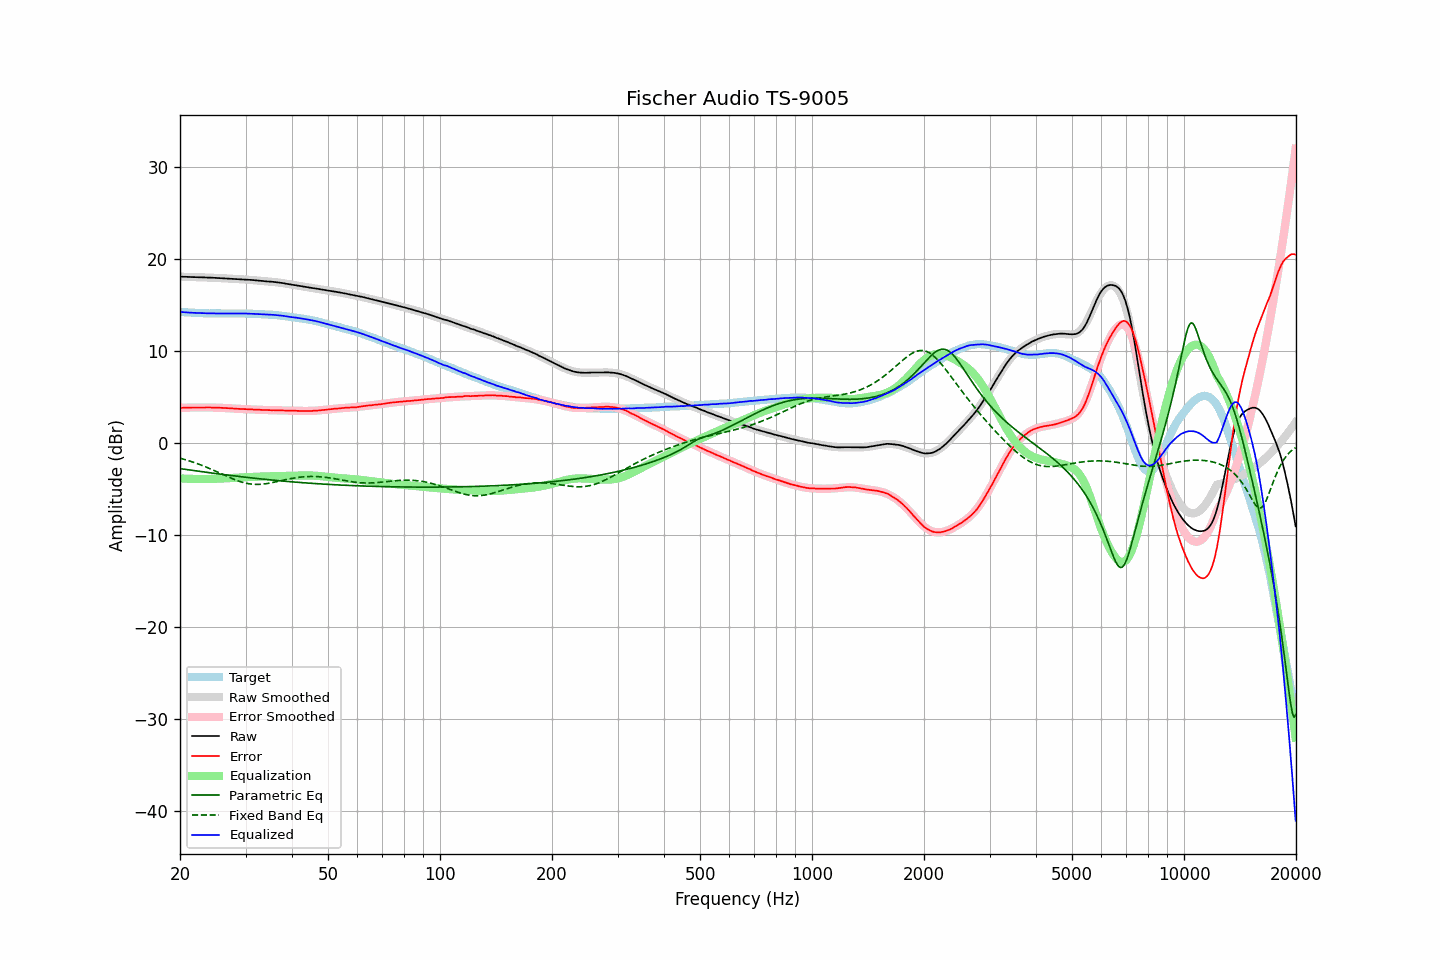 Fischer Audio TS-9005
Amplitude (dBr)
30
20
10
0
−10
−20
−30
−40
Target
Raw Smoothed
Error Smoothed
Raw
Error
Equalization
Parametric Eq
Fixed Band Eq
Equalized
20 50 100 200 500 1000 2000 5000 10000 20000
Frequency (Hz)